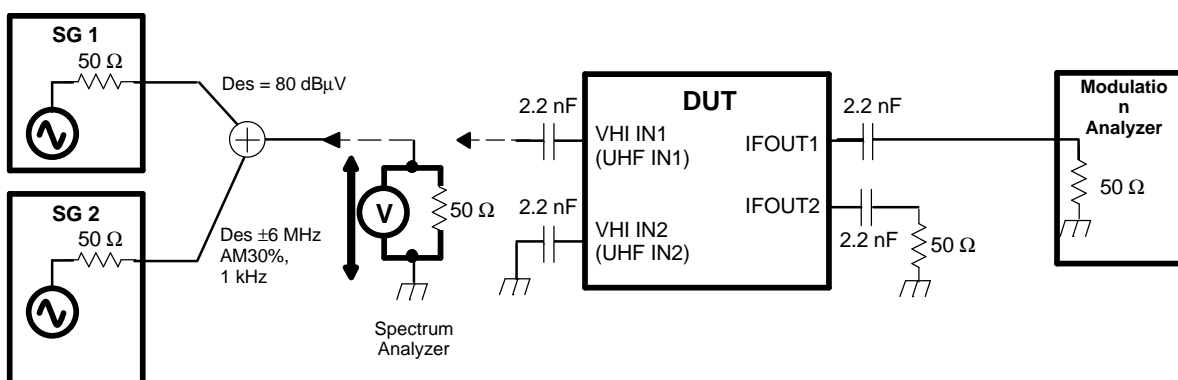 SG 1
50 Ω
Des = 80 dBμV
SG 2
50 Ω
Des ±6 MHz
AM30%,
1 kHz
V
50 Ω
Spectrum
Analyzer
2.2 nF
2.2 nF
DUT
VHI IN1
(UHF IN1)
VHI IN2
(UHF IN2)
IFOUT1
IFOUT2
2.2 nF
2.2 nF
50 Ω
Modulatio
n
Analyzer
50 Ω